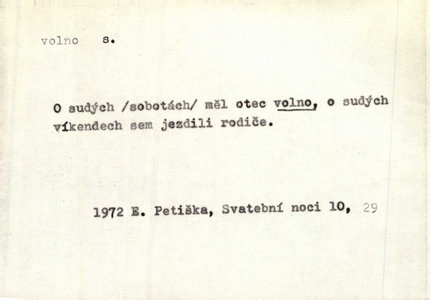 volno s.
O sudých /sobotách/ měl otec volno, o sudých
víkendech sem jezdili rodiče.
1972 E. Petiška, Svatební noci 10, 29